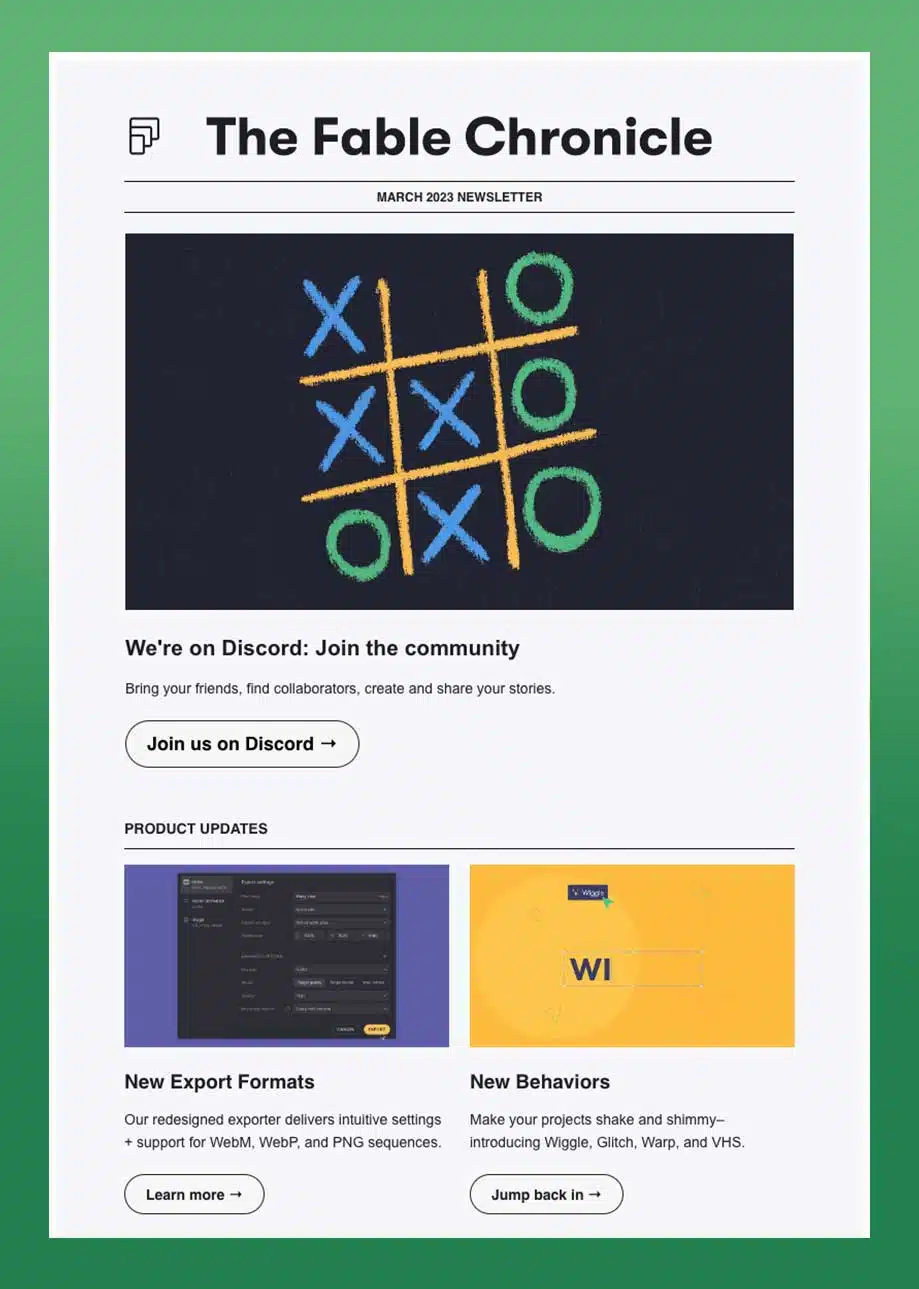 The Fable Chronicle
MARCH 2023 NEWSLETTER
X O
X X O
O X O
We're on Discord: Join the community
Bring your friends, find collaborators, create and share your stories.
Join us on Discord →
PRODUCT UPDATES
Export settings
CANCEL EXPORT
Wiggle
WI
New Export Formats
Our redesigned exporter delivers intuitive settings
+ support for WebM, WebP, and PNG sequences.
Learn more →
New Behaviors
Make your projects shake and shimmy–
introducing Wiggle, Glitch, Warp, and VHS.
Jump back in →